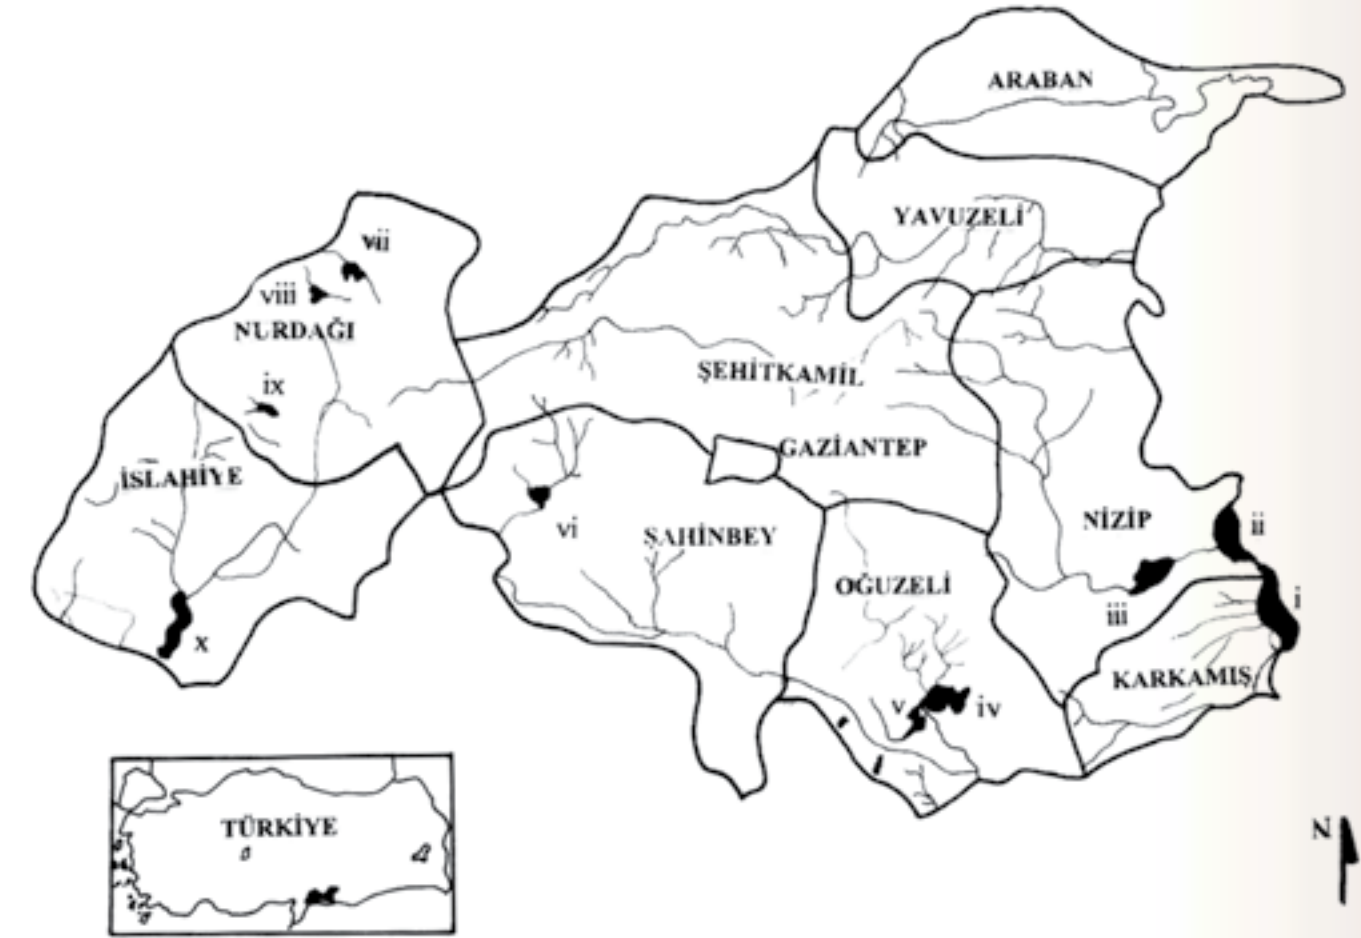 ARABAN
YAVUZELİ
vii
viii
NURDAĞI
ŞEHİTKAMİL
ix
GAZİANTEP
İSLAHİYE
NİZİP
ii
vi
ŞAHİNBEY
OĞUZELİ
i
iii
x
KARKAMIŞ
v
iv
TÜRKİYE
N